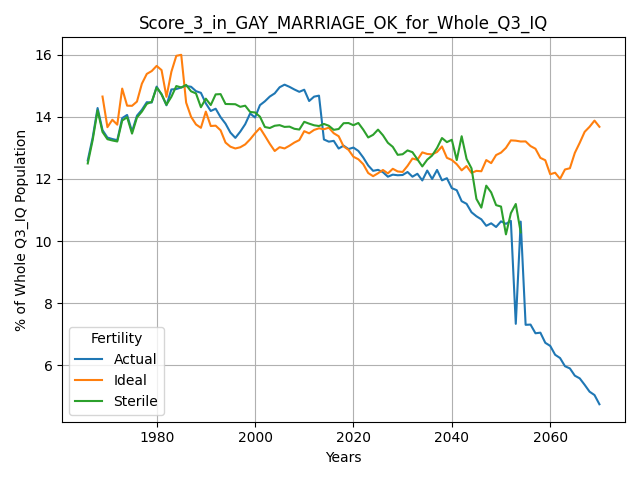 Score_3_in_GAY_MARRIAGE_OK_for_Whole_Q3_IQ
% of Whole Q3_IQ Population
16
14
12
10
8
6
Fertility
Actual
Ideal
Sterile
1980
2000
2020
2040
2060
Years